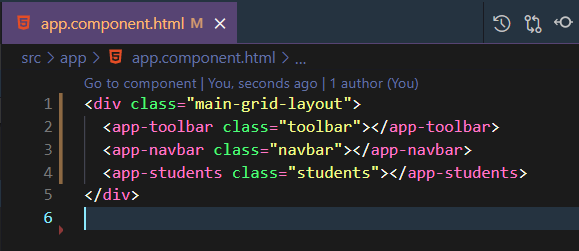 app.component.html M
src > app > app.component.html > ...
Go to component | You, seconds ago | 1 author (You)
1 <div class="main-grid-layout">
2 <app-toolbar class="toolbar"></app-toolbar>
3 <app-navbar class="navbar"></app-navbar>
4 <app-students class="students"></app-students>
5 </div>
6